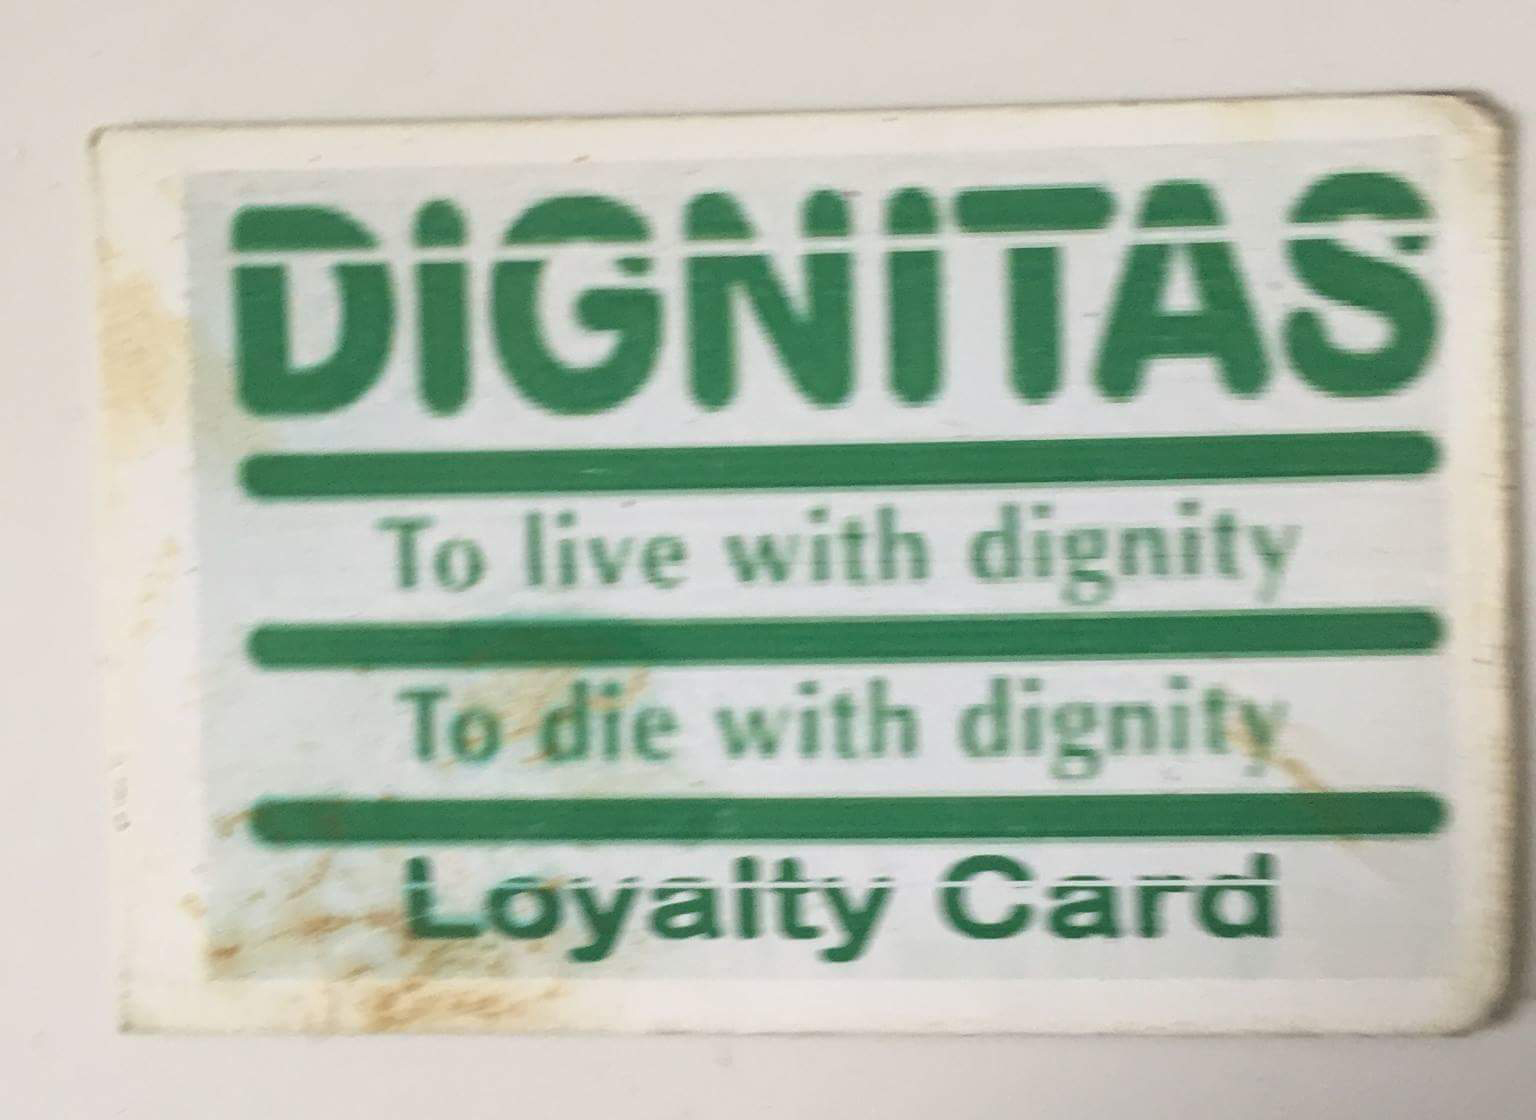 DIGNITAS
To live with dignity
To die with dignity
Loyalty Card